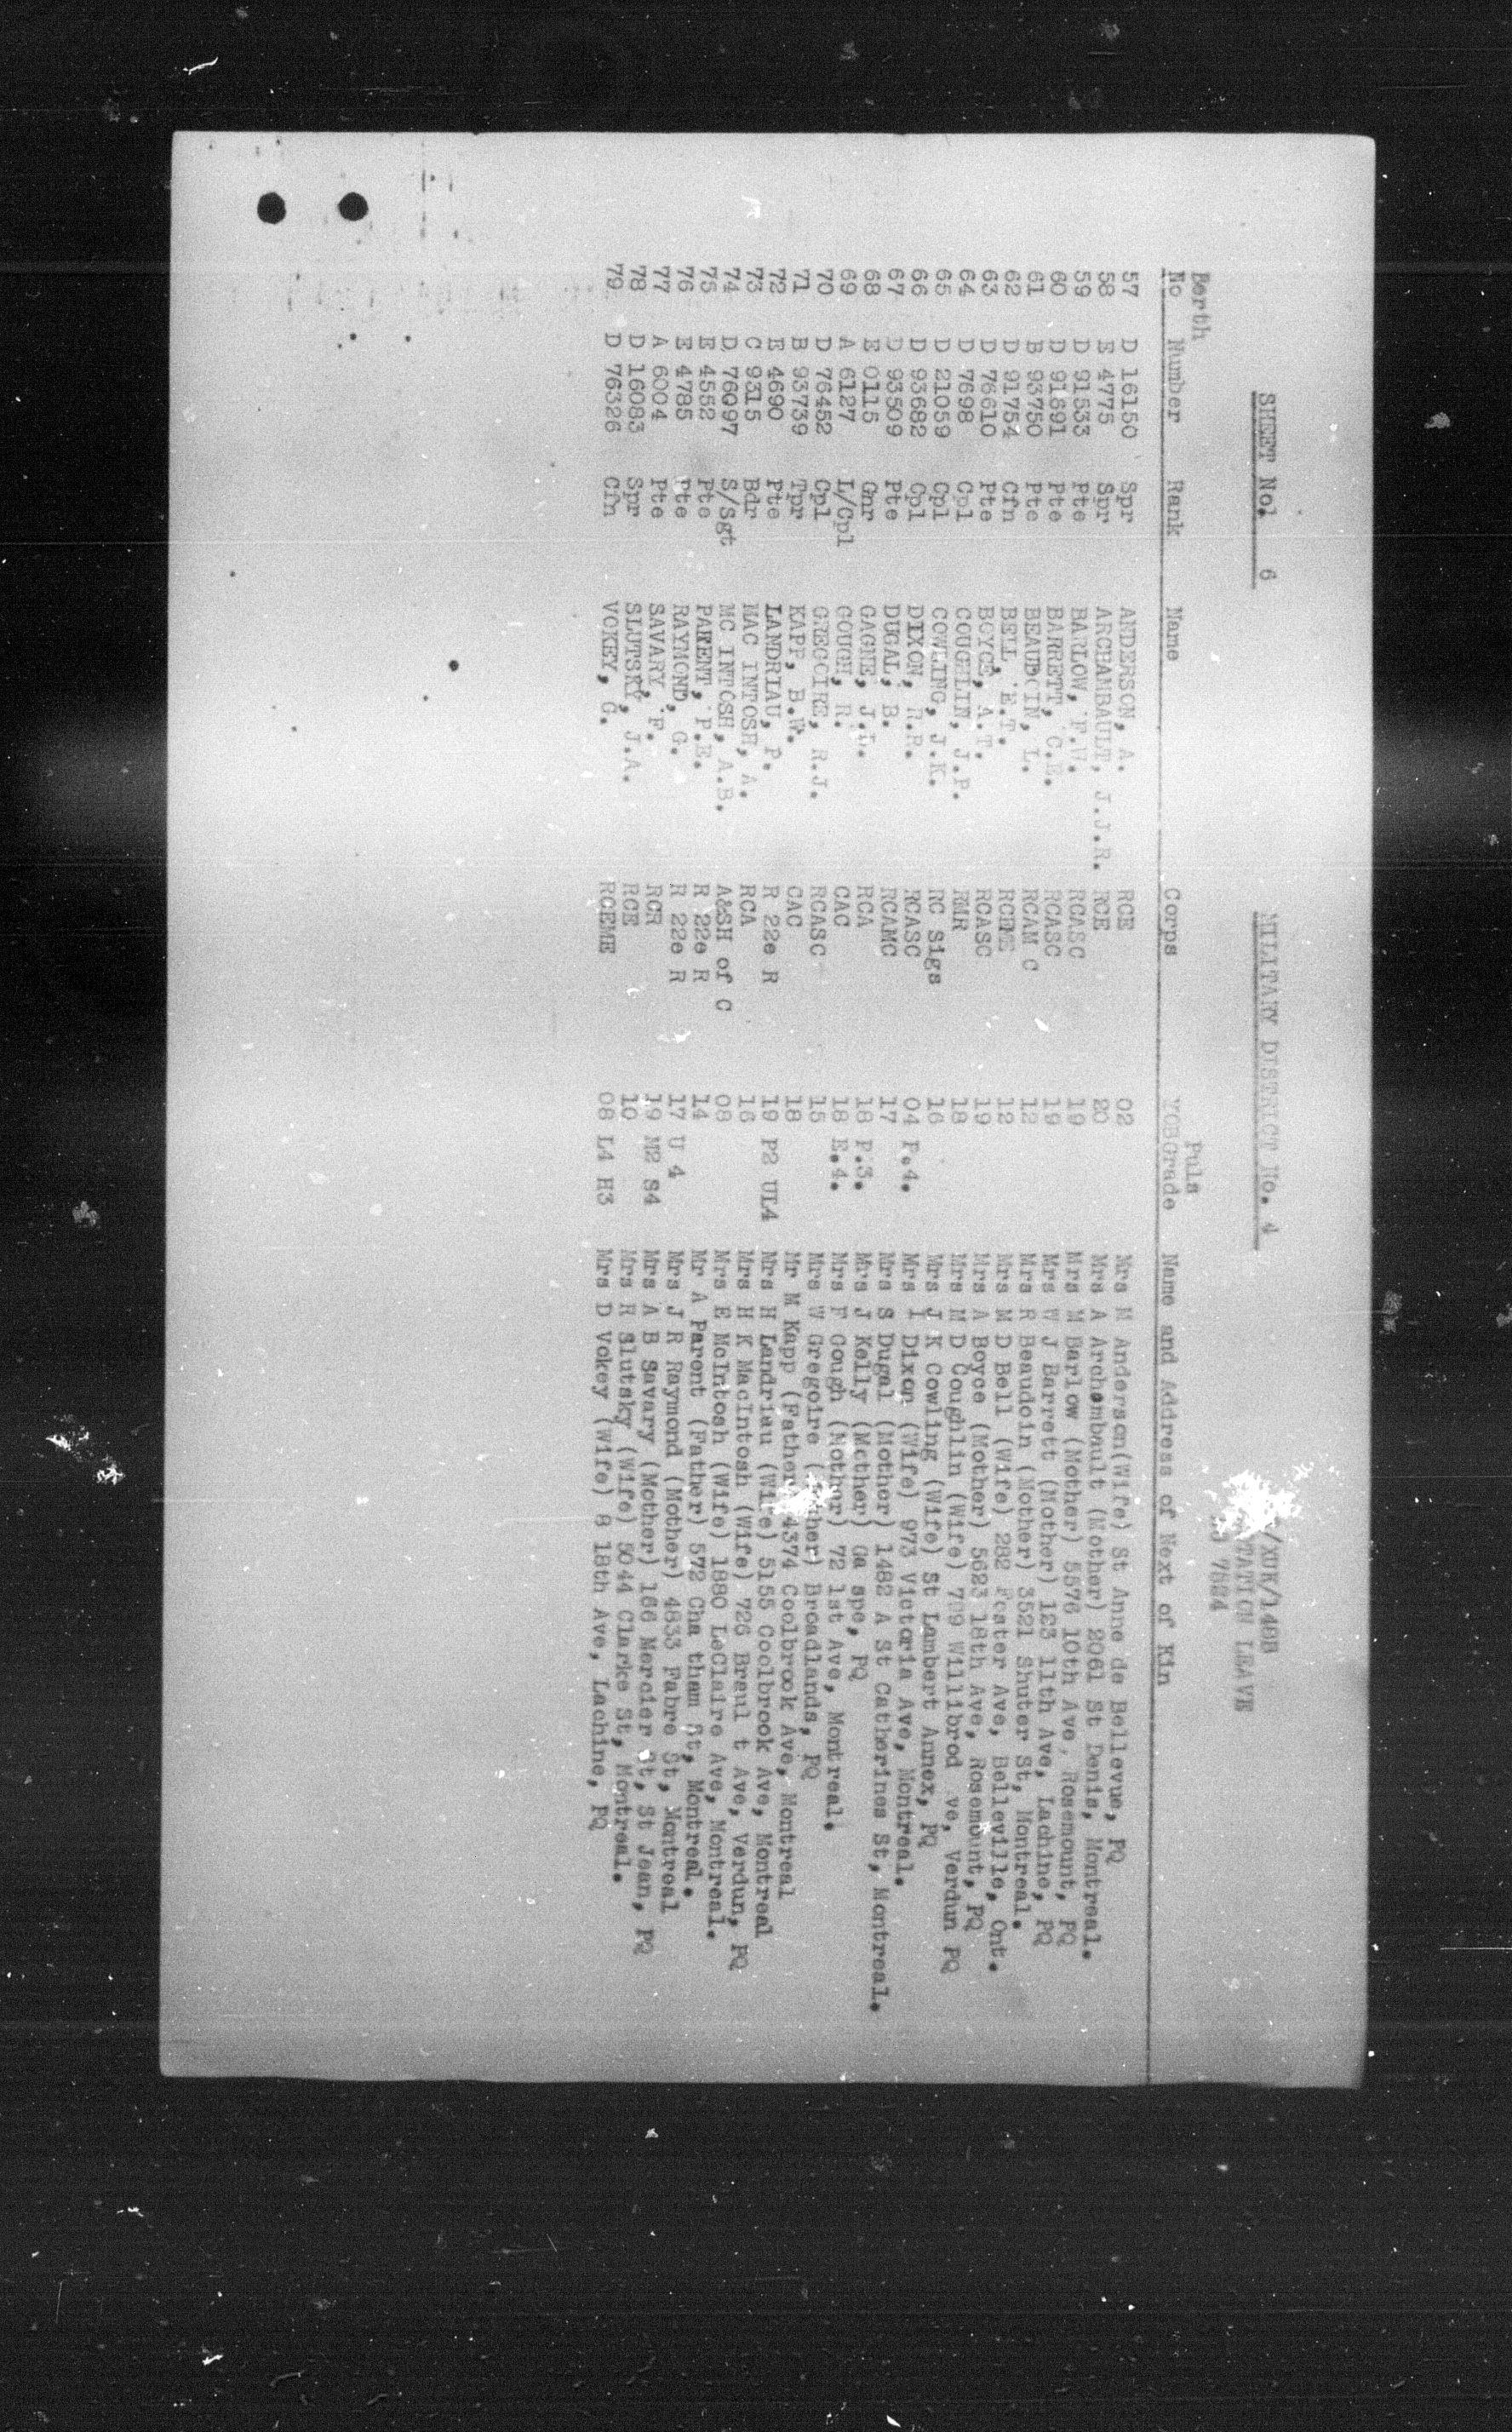 SHEET No. 6 MILITARY DISTRICT No. 4 /XUK/148B
TATION LEAVE
7524
Berth Puls
No Number Rank Name Corps YOB Grade Name and Address of Next of Kin
57 D 16150 Spr ANDERSON, A. RCE 02 Mrs M Anderson(Wife) St Anne de Bellevue, PQ
58 E 4775 Spr ARCHAMBAULT, J.J.R. RCE 20 Mrs A Archambault (Mother) 2061 St Denis, Montreal.
59 D 91533 Pte BARLOW, F.W. RCASC 19 Mrs M Barlow (Mother) 5576 10th Ave, Rosemount, PQ
60 D 91691 Pte BARRETT, C.E. RCASC 19 Mrs W J Barrett (Mother) 123 11th Ave, Lachine, PQ
61 B 93750 Pte BEAUDOIN, L. RCAM C 12 Mrs R Beaudoin (Mother) 3521 Shuter St, Montreal.
62 D 91754 Cfn BELL, E.T. RCEME 12 Mrs M D Bell (Wife) 282 Foster Ave, Belleville, Ont.
63 D 76610 Pte BOYCE, A.T. RCASC 19 Mrs A Boyce (Mother) 5623 18th Ave, Rosemount, PQ
64 D 7698 Cpl COUGHLIN, J.P. RMR 18 Mrs M D Coughlin (Wife) Willibrod ve, Verdun PQ
65 D 21059 Cpl COWLING, J.K. RC Sigs 16 Mrs J K Cowling (Wife) St Lambert Annex, PQ
66 D 93682 Cpl DIXON, R.R. RCASC 04 P.4. Mrs I Dixon (Wife) 973 Victoria Ave, Montreal.
67 D 93509 Pte DUGAL, B. RCAMC 17 Mrs S Dugal (Mother) 1482 A St Catherines St, Montreal.
68 E 0115 Gnr GAGNE, J.L. RCA 18 P.3. Mrs J Kelly (Mother) Ga spe, PQ
69 A 6127 L/Cpl GOUGH, R. CAC 18 E.4. Mrs F Gough (Mother) 72 1st Ave, Montreal.
70 D 76452 Cpl GREGOIRE, R.J. RCASC 15 Mrs W Gregoire ( ther) Broadlands, PQ
71 B 93739 Tpr KAPP, B.W. CAC 18 Mr M Kapp (Father) 4374 Coolbrook Ave, Montreal
72 E 4690 Pte LANDRIAU, P. R 22e R 19 P2 UL4 Mrs H Landriau (Wife) 5155 Coolbrook Ave, Montreal
73 C 9315 Bdr MAC INTOSH, A. RCA 16 Mrs H K MacIntosh (Wife) 726 Braul t Ave, Verdun, PQ
74 D 76097 S/Sgt MC INTOSH, A.B. A&SH of C 08 Mrs E McIntosh (Wife) 1880 LeClaire Ave, Montreal.
75 E 4552 Pte PARENT, P.E. R 22e R 14 Mr A Parent (Father) 572 Cha tham St, Montreal.
76 E 4785 Pte RAYMOND, G. R 22e R 17 U 4 Mrs J R Raymond (Mother) 4833 Fabre St, Montreal
77 A 6004 Pte SAVARY, F. RCR 19 M2 S4 Mrs A B Savary (Mother) 166 Mercier St, St Jean, PQ
78 D 16083 Spr SLUTSKY, J.A. RCE 10 Mrs R Slutsky (Wife) 5044 Clarke St, Montreal.
79 D 76326 Cfn VOKEY, G. RCEME 08 L4 H3 Mrs D Vokey (Wife) 8 18th Ave, Lachine, PQ